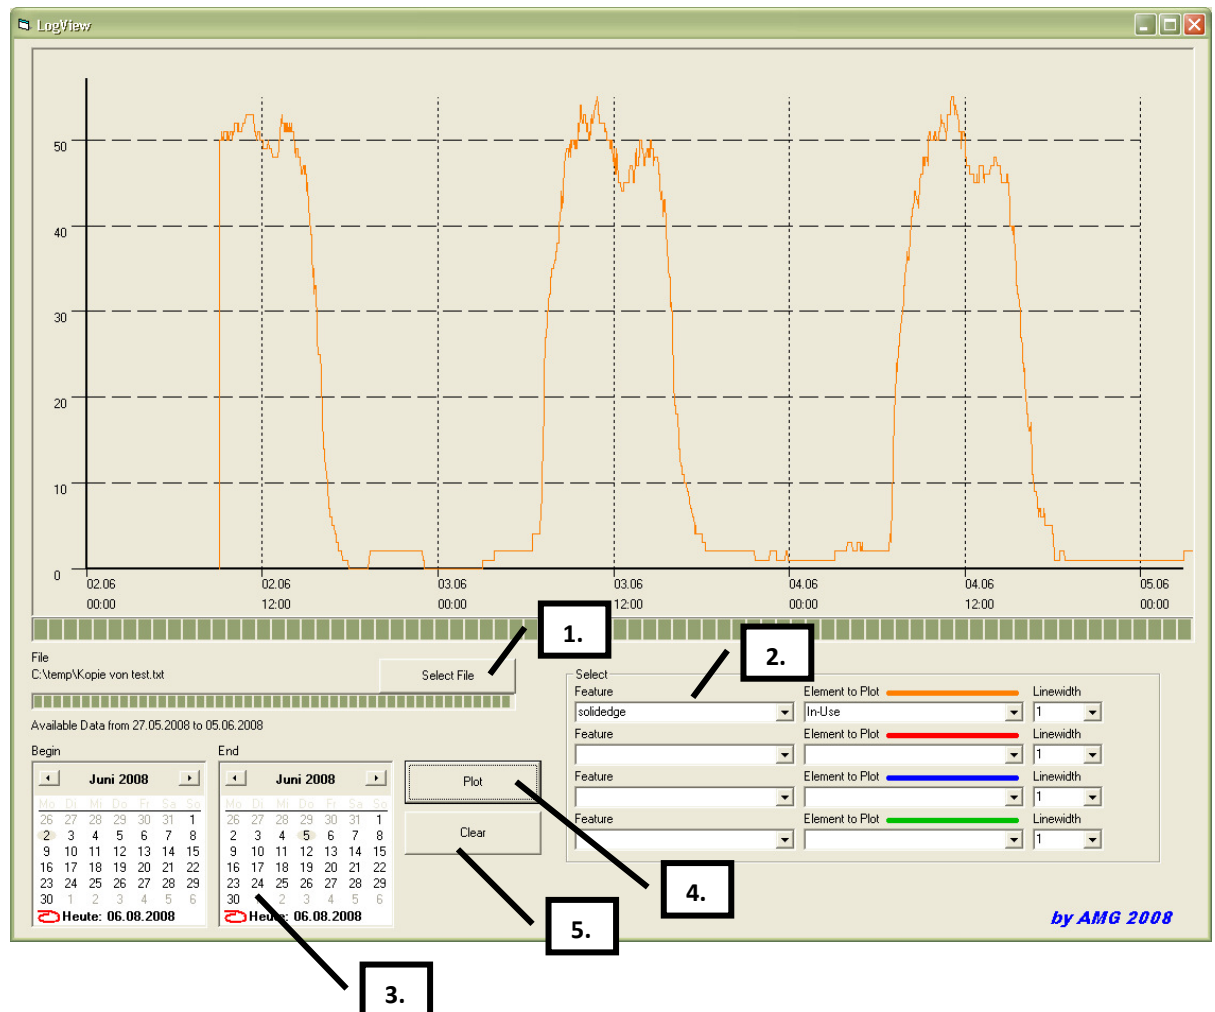 LogView
50
40
30
20
10
0
02.06 02.06 03.06 03.06 04.06 04.06 05.06
00:00 12:00 00:00 12:00 00:00 12:00 00:00
1.
2.
File
C:\temp\Kopie von test.txt
Select File
Available Data from 27.05.2008 to 05.06.2008
Begin End
Juni 2008 Juni 2008
Mo Di Mi Do Fr Sa So Mo Di Mi Do Fr Sa So
26 27 28 29 30 31 1 26 27 28 29 30 31 1
2 3 4 5 6 7 8 2 3 4 5 6 7 8
9 10 11 12 13 14 15 9 10 11 12 13 14 15
16 17 18 19 20 21 22 16 17 18 19 20 21 22
23 24 25 26 27 28 29 23 24 25 26 27 28 29
30 1 2 3 4 5 6 30 2 3 4 5 6
Heute: 06.08.2008 Heute: 06.08.2008
Plot
Clear
Select
Feature Element to Plot Linewidth
solidedge In-Use 1
Feature Element to Plot Linewidth
1
Feature Element to Plot Linewidth
1
Feature Element to Plot Linewidth
1
4.
5.
by AMG 2008
3.